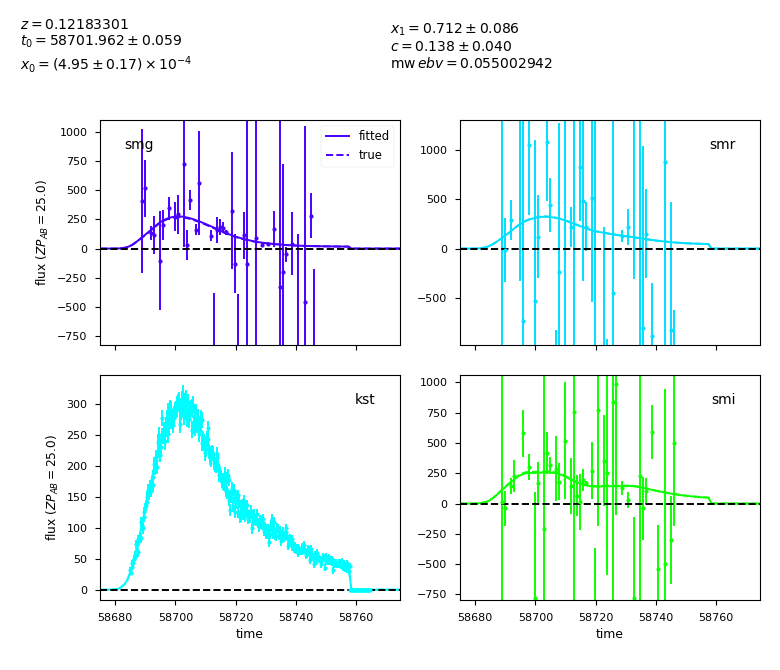 z = 0.12183301
t₀ = 58701.962 ± 0.059
x₀ = (4.95 ± 0.17) × 10⁻⁴
x₁ = 0.712 ± 0.086
c = 0.138 ± 0.040
mw ebv = 0.055002942
smg
fitted
true
1000
750
500
250
0
−250
−500
−750
flux (ZP_AB = 25.0)
smr
1000
500
0
−500
kst
300
250
200
150
100
50
0
flux (ZP_AB = 25.0)
58680 58700 58720 58740 58760
time
smi
1000
750
500
250
0
−250
−500
−750
58680 58700 58720 58740 58760
time